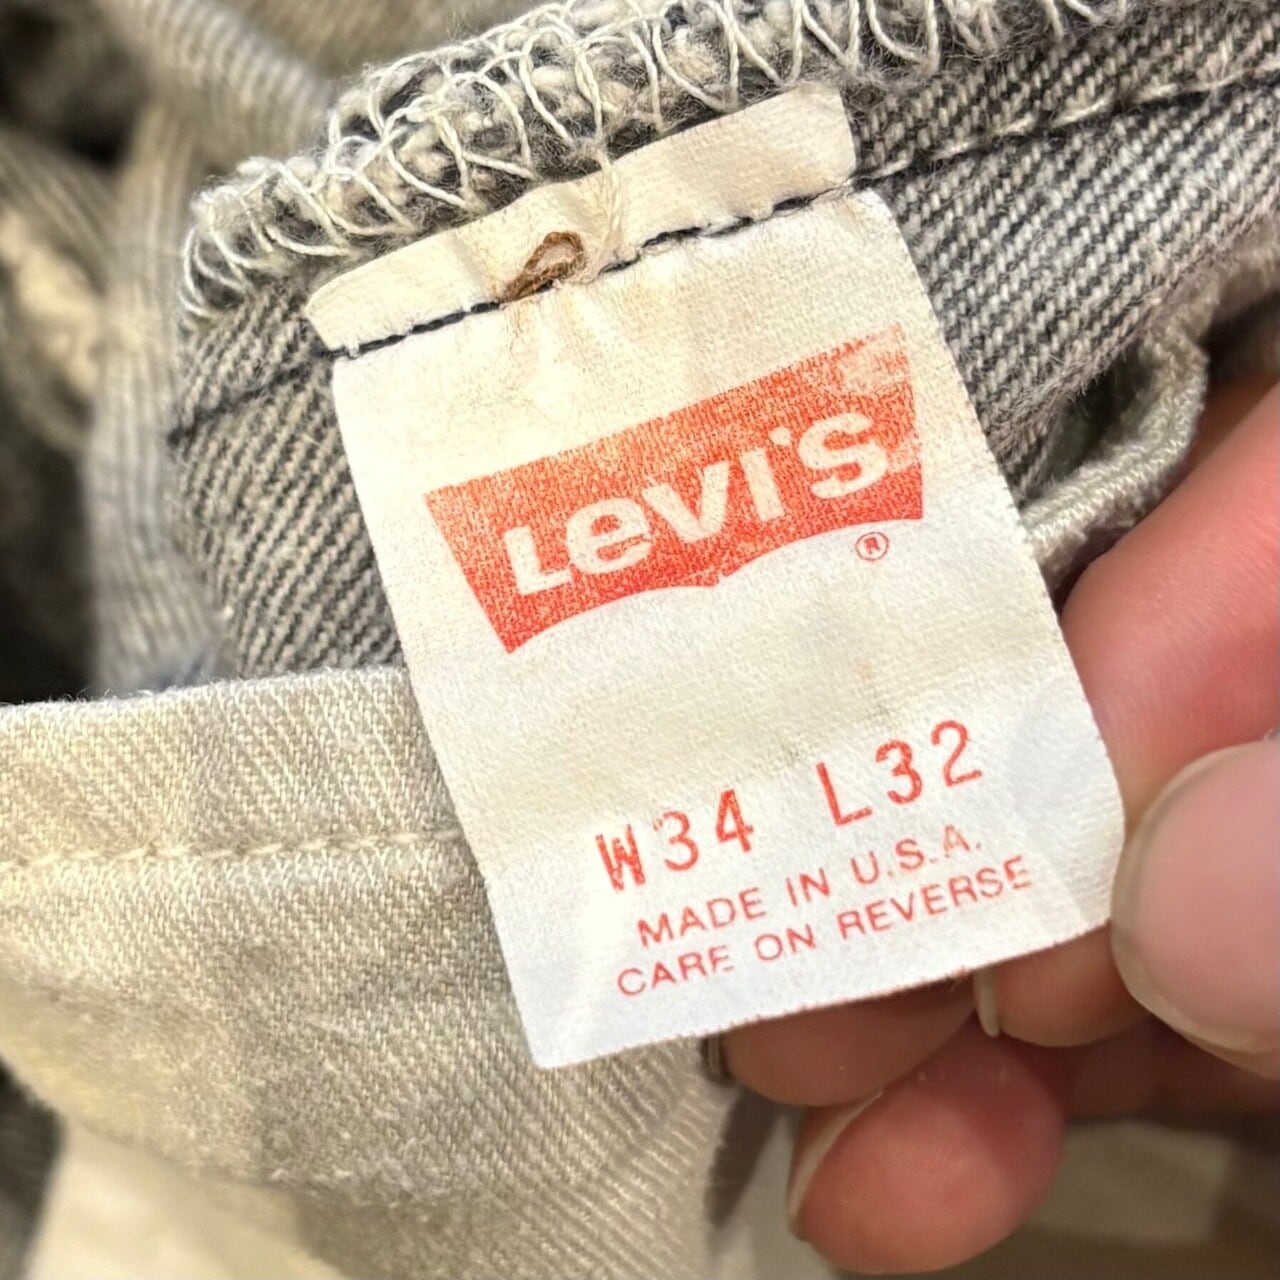 Levi's
®
W34 L32
MADE IN U.S.A.
CARE ON REVERSE